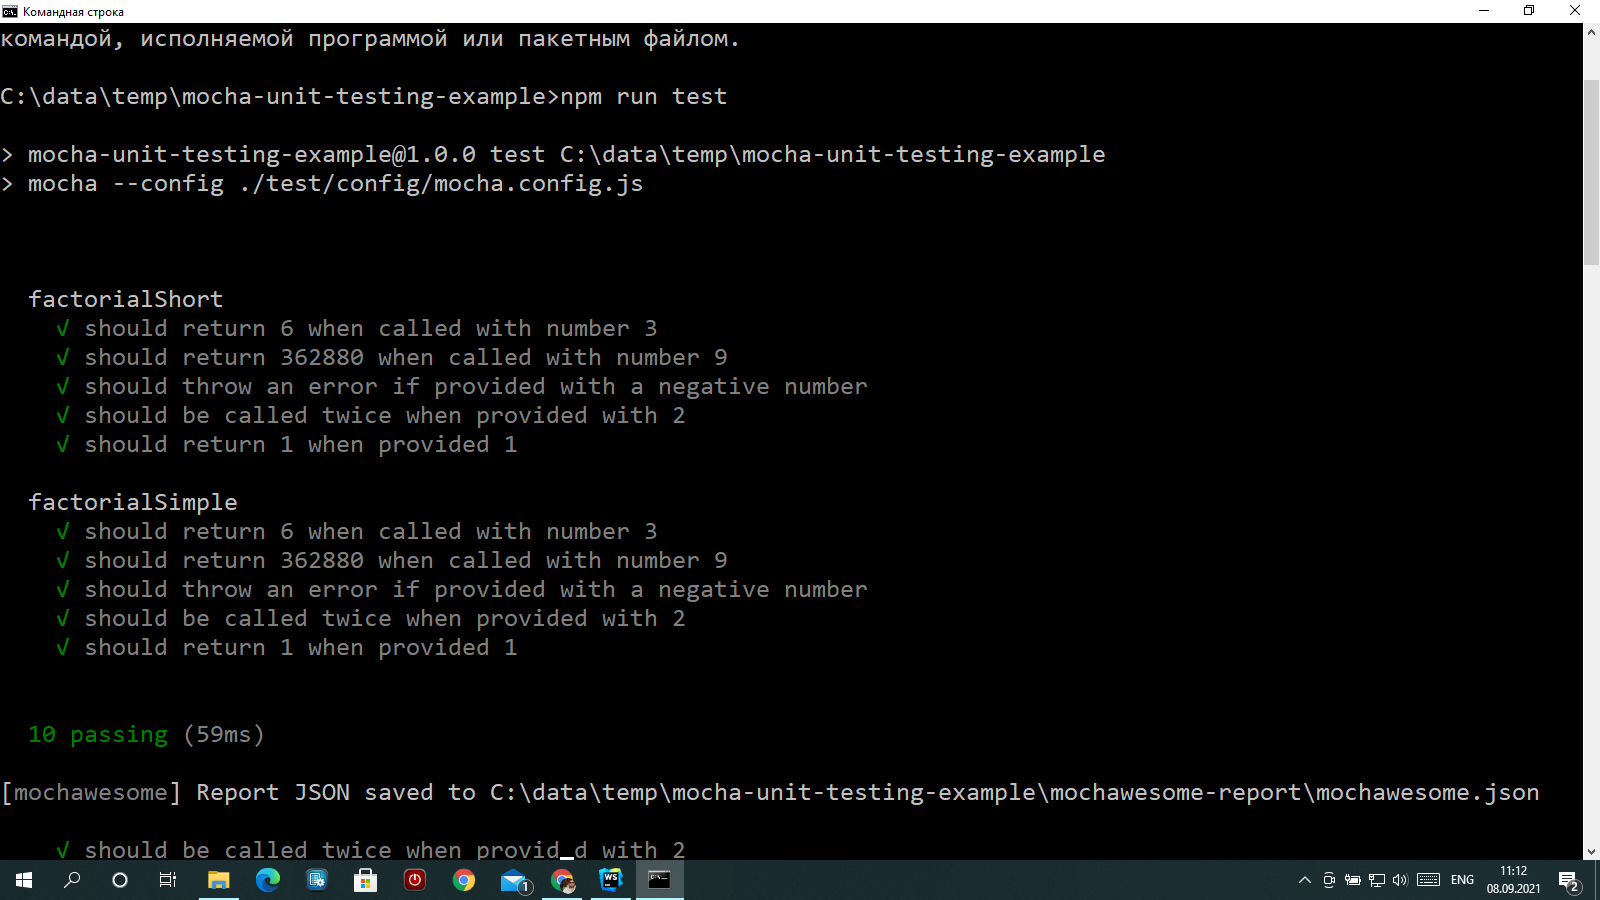 Командная строка
командой, исполняемой программой или пакетным файлом.
C:\data\temp\mocha-unit-testing-example>npm run test
> mocha-unit-testing-example@1.0.0 test C:\data\temp\mocha-unit-testing-example
> mocha --config ./test/config/mocha.config.js
factorialShort
√ should return 6 when called with number 3
√ should return 362880 when called with number 9
√ should throw an error if provided with a negative number
√ should be called twice when provided with 2
√ should return 1 when provided 1
factorialSimple
√ should return 6 when called with number 3
√ should return 362880 when called with number 9
√ should throw an error if provided with a negative number
√ should be called twice when provided with 2
√ should return 1 when provided 1
10 passing (59ms)
[mochawesome] Report JSON saved to C:\data\temp\mocha-unit-testing-example\mochawesome-report\mochawesome.json
√ should be called twice when provid_d with 2
1
WS
ENG
11:12
08.09.2021
2